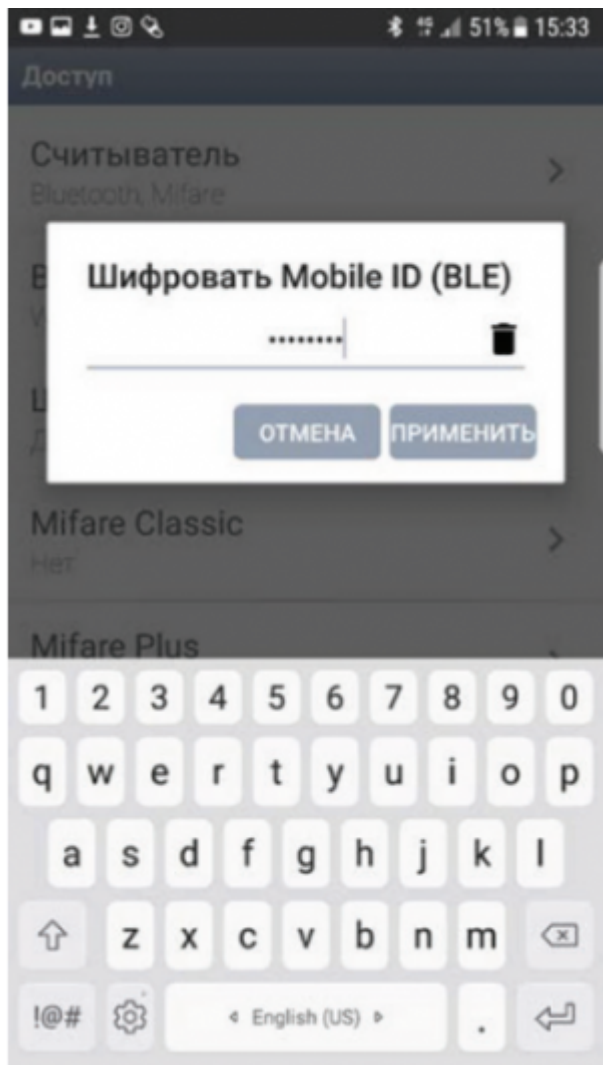 4G 51% 15:33
Доступ
Считыватель
Bluetooth, Mifare
Шифровать Mobile ID (BLE)
••••••••
ОТМЕНА ПРИМЕНИТЬ
Mifare Classic
Нет
Mifare Plus
1 2 3 4 5 6 7 8 9 0
q w e r t y u i o p
a s d f g h j k l
z x c v b n m
!@# English (US) .